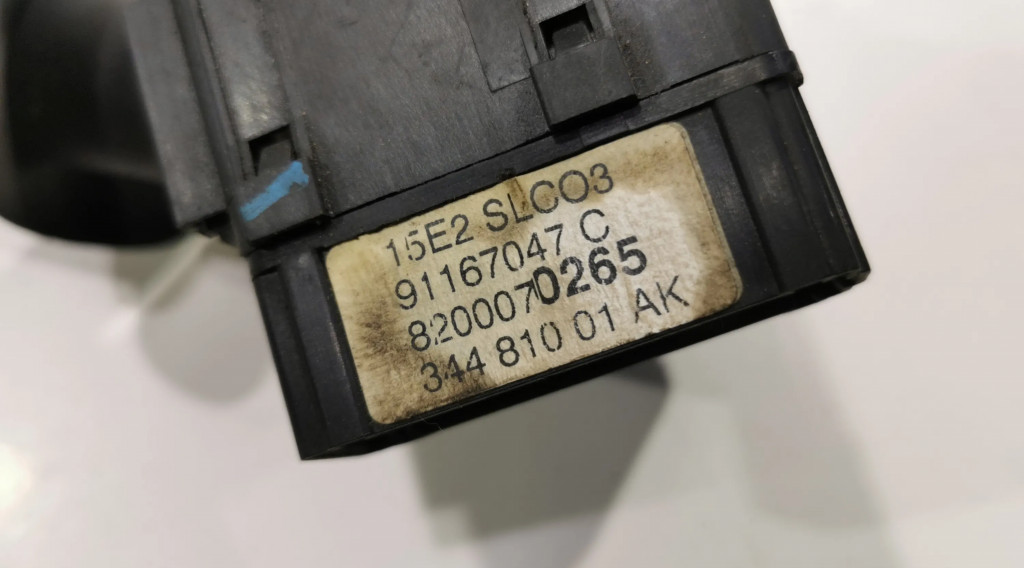 15E2 SLCO3
91167047 C
8200070265
344 810 01 AK